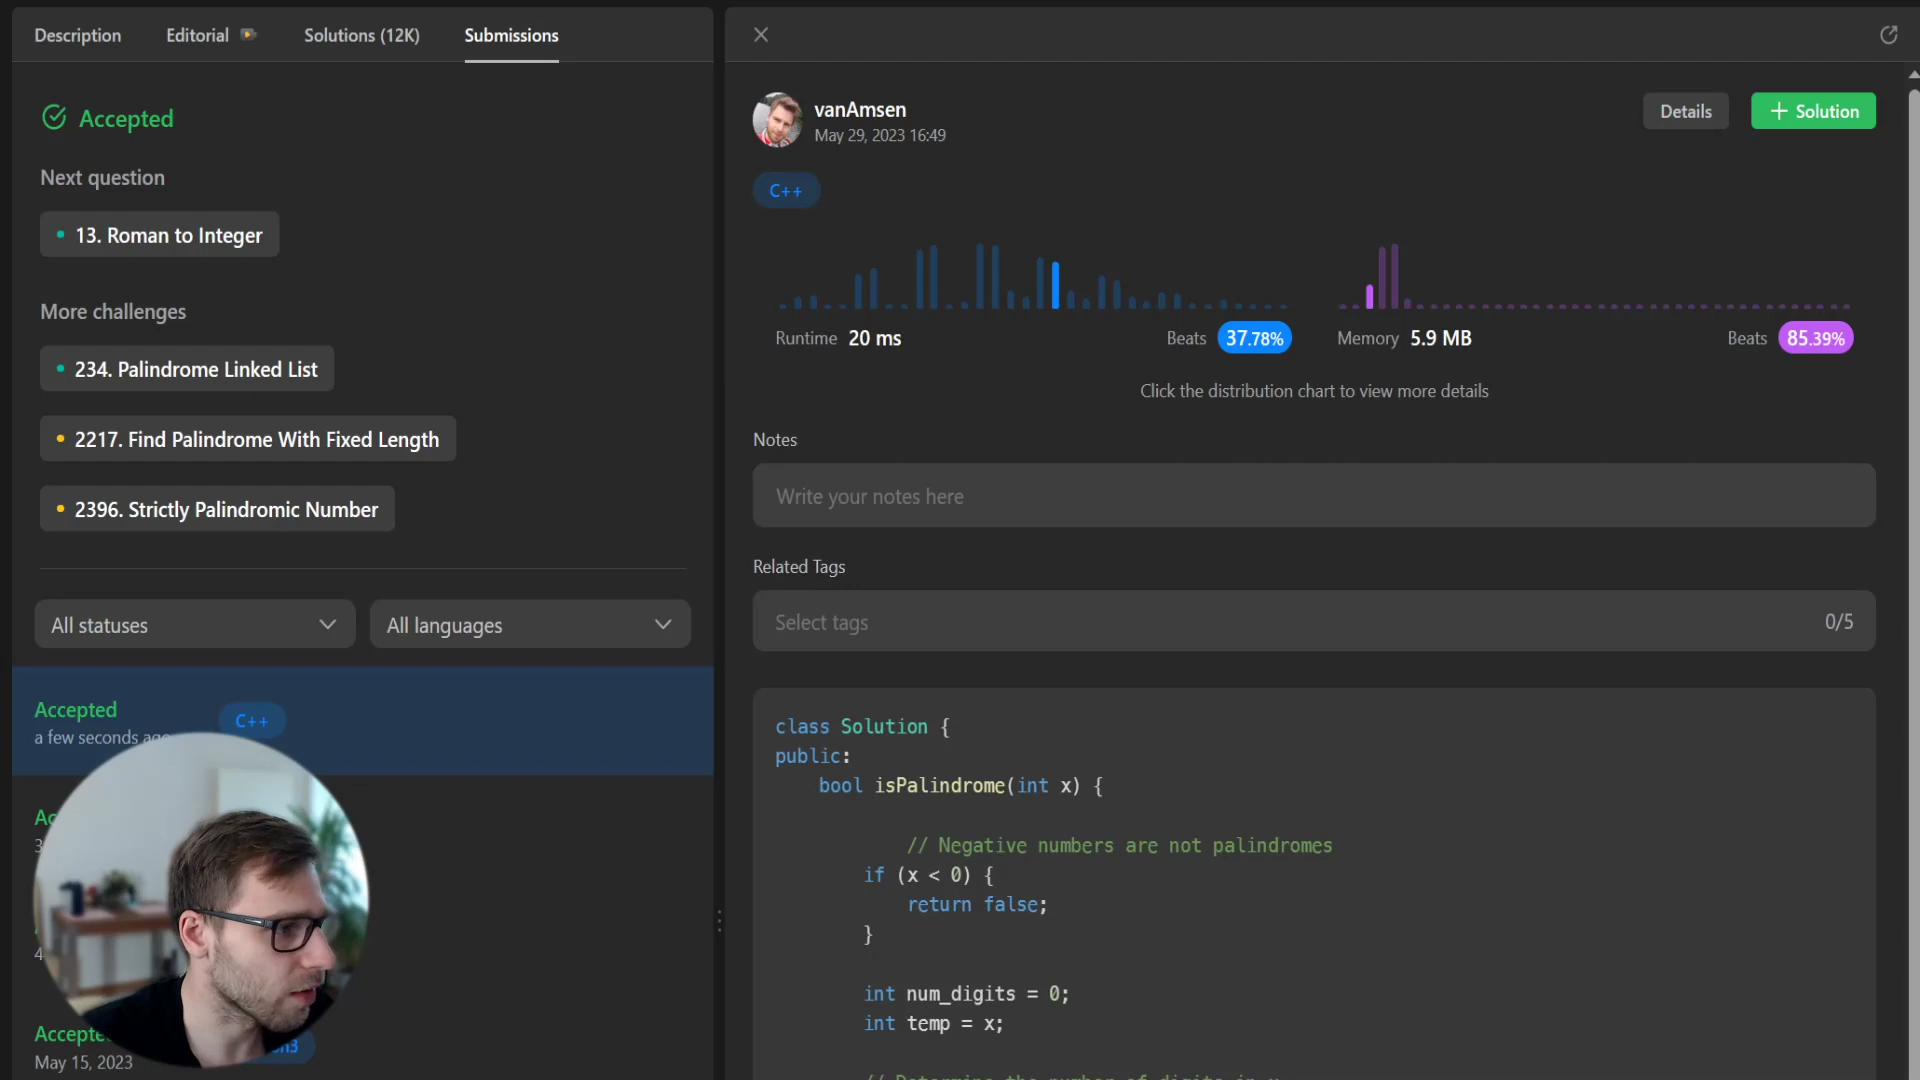 Description Editorial Solutions (12K) Submissions
Accepted
Next question
13. Roman to Integer
More challenges
234. Palindrome Linked List
2217. Find Palindrome With Fixed Length
2396. Strictly Palindromic Number
All statuses All languages
Accepted
a few seconds ago
C++
May 15, 2023
vanAmsen
May 29, 2023 16:49
Details
+ Solution
C++
Runtime 20 ms Beats 37.78%
Memory 5.9 MB Beats 85.39%
Click the distribution chart to view more details
Notes
Write your notes here
Related Tags
Select tags 0/5
class Solution {
public:
    bool isPalindrome(int x) {
            // Negative numbers are not palindromes
        if (x < 0) {
            return false;
        }
        int num_digits = 0;
        int temp = x;